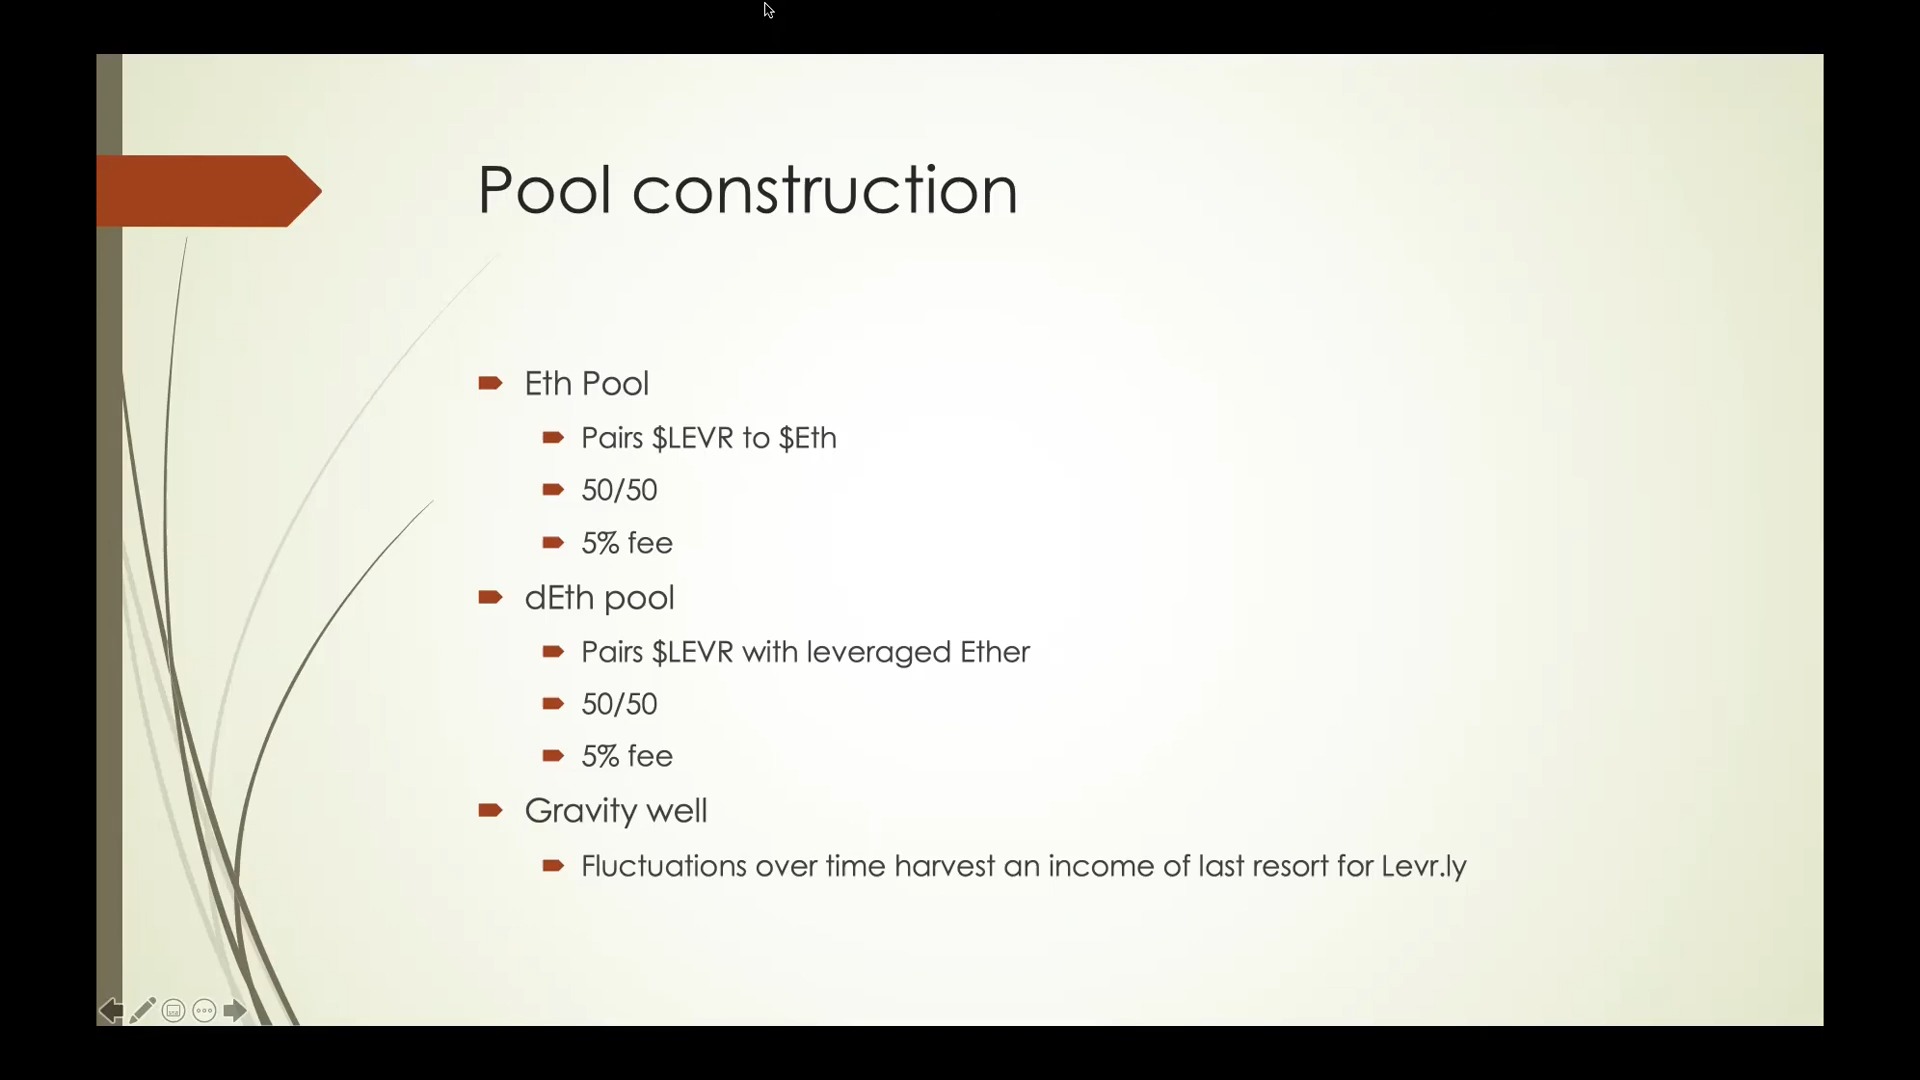 Pool construction
Eth Pool
Pairs $LEVR to $Eth
50/50
5% fee
dEth pool
Pairs $LEVR with leveraged Ether
50/50
5% fee
Gravity well
Fluctuations over time harvest an income of last resort for Levr.ly